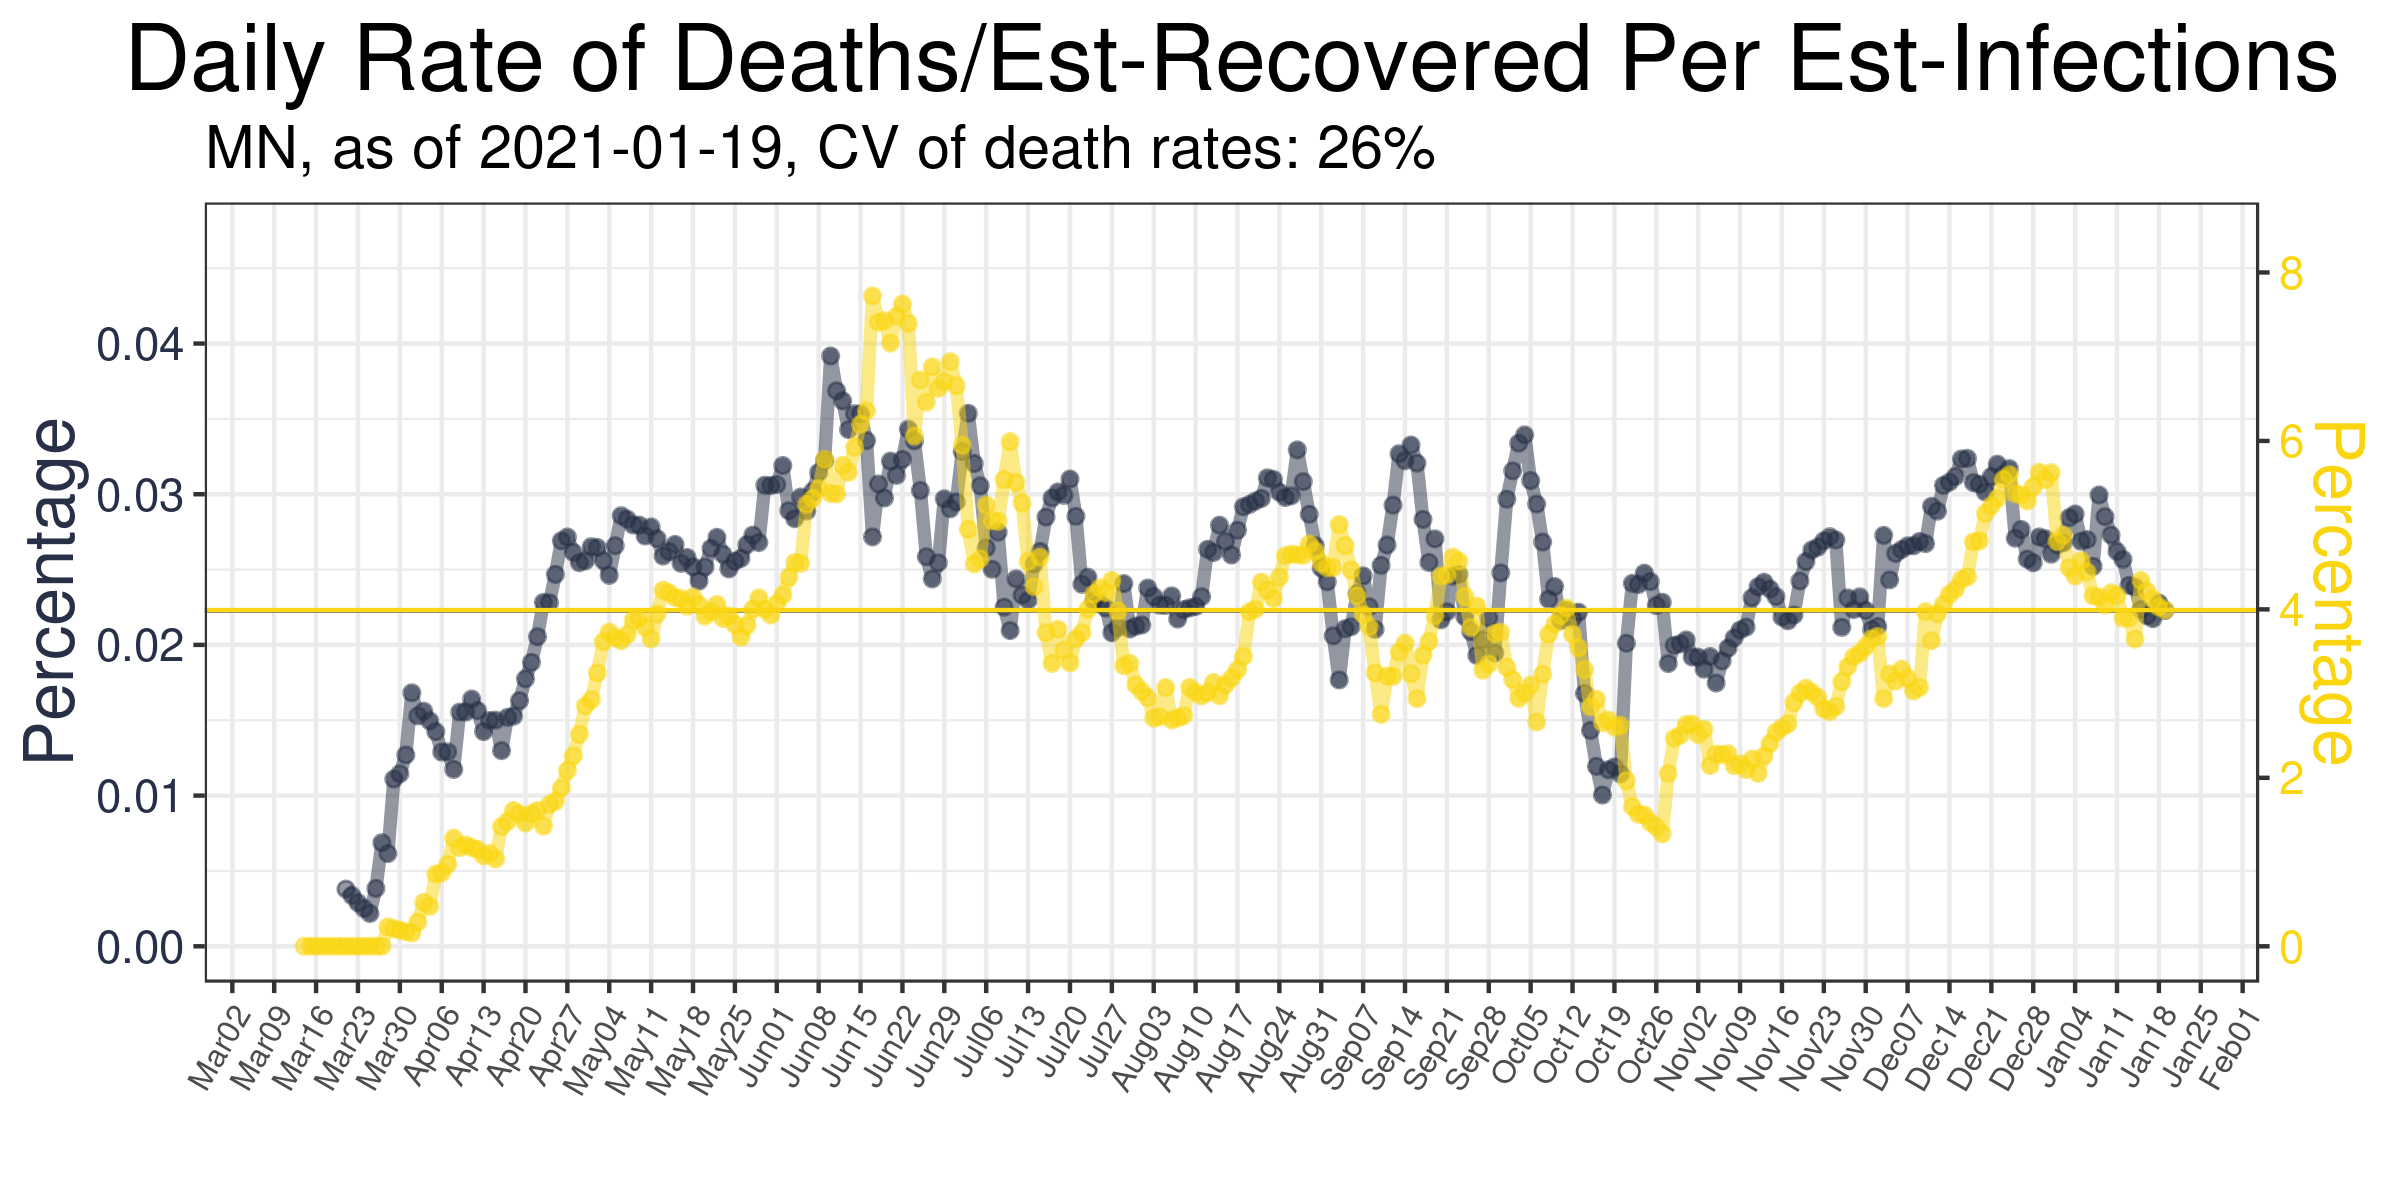 Daily Rate of Deaths/Est-Recovered Per Est-Infections
MN, as of 2021-01-19, CV of death rates: 26%
Percentage
0.04
0.03
0.02
0.01
0.00
8
6
4
2
0
Percentage
Mar02 Mar09 Mar16 Mar23 Mar30 Apr06 Apr13 Apr20 Apr27 May04 May11 May18 May25 Jun01 Jun08 Jun15 Jun22 Jun29 Jul06 Jul13 Jul20 Jul27 Aug03 Aug10 Aug17 Aug24 Aug31 Sep07 Sep14 Sep21 Sep28 Oct05 Oct12 Oct19 Oct26 Nov02 Nov09 Nov16 Nov23 Nov30 Dec07 Dec14 Dec21 Dec28 Jan04 Jan11 Jan18 Jan25 Feb01